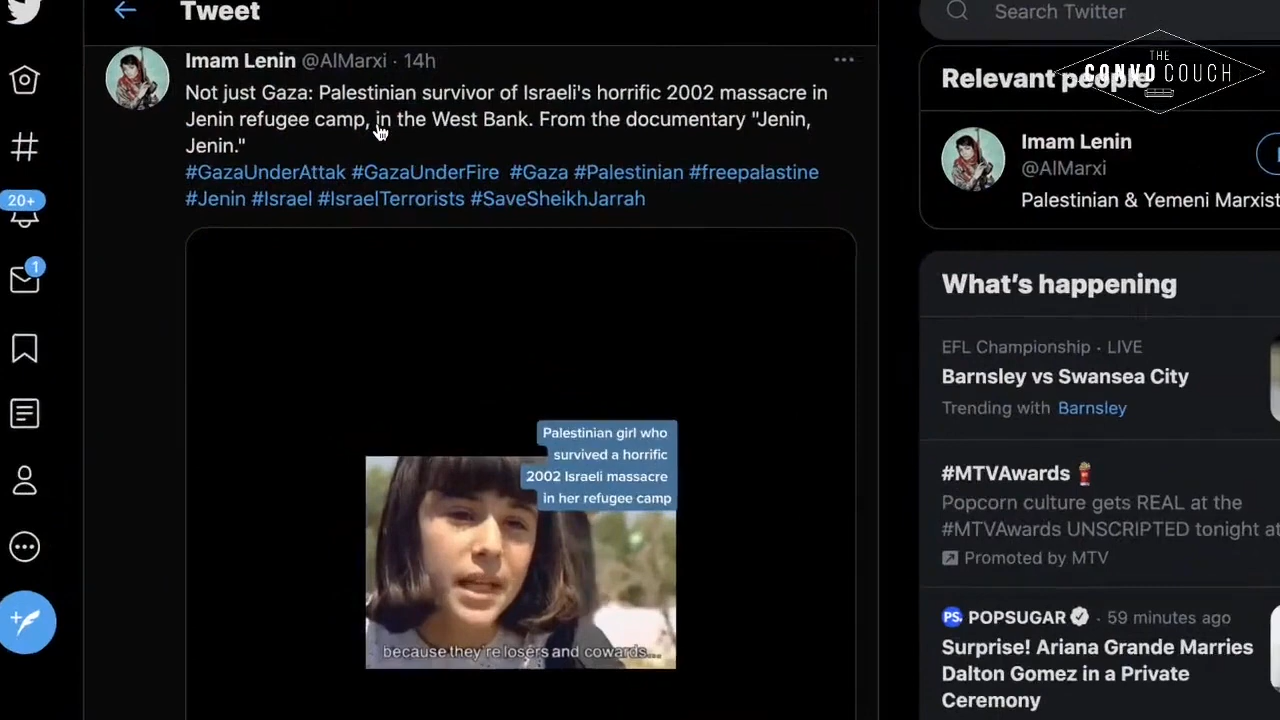 Tweet
Imam Lenin @AlMarxi · 14h
Not just Gaza: Palestinian survivor of Israeli's horrific 2002 massacre in
Jenin refugee camp, in the West Bank. From the documentary "Jenin,
Jenin."
#GazaUnderAttak #GazaUnderFire #Gaza #Palestinian #freepalastine
#Jenin #Israel #IsraelTerrorists #SaveSheikhJarrah
Palestinian girl who
survived a horrific
2002 Israeli massacre
in her refugee camp
because they're losers and cowards...
20+
1
Search Twitter
THE
CONVO COUCH
Relevant people
Imam Lenin
@AlMarxi
Palestinian & Yemeni Marxist
What's happening
EFL Championship · LIVE
Barnsley vs Swansea City
Trending with Barnsley
#MTVAwards
Popcorn culture gets REAL at the
#MTVAwards UNSCRIPTED tonight at
Promoted by MTV
PS. POPSUGAR · 59 minutes ago
Surprise! Ariana Grande Marries
Dalton Gomez in a Private
Ceremony